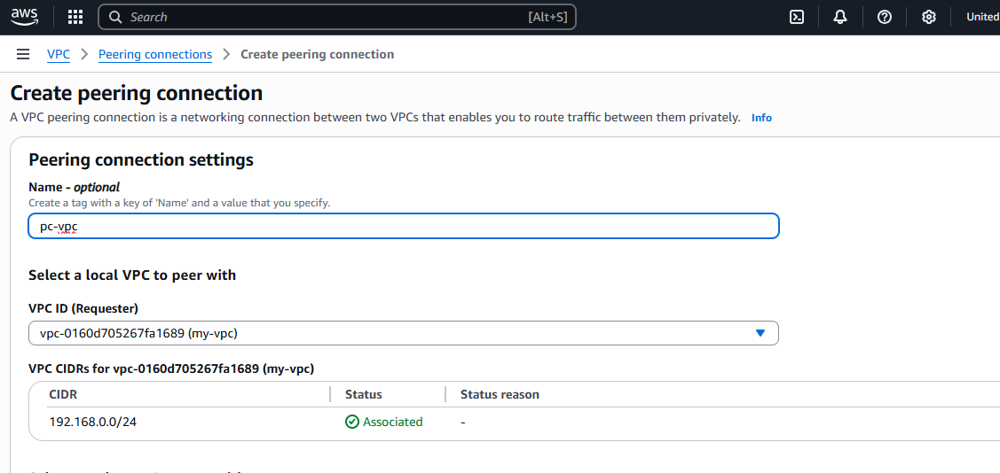 aws
Search [Alt+S]
United
VPC > Peering connections > Create peering connection
Create peering connection
A VPC peering connection is a networking connection between two VPCs that enables you to route traffic between them privately. Info
Peering connection settings
Name - optional
Create a tag with a key of 'Name' and a value that you specify.
pc-vpc
Select a local VPC to peer with
VPC ID (Requester)
vpc-0160d705267fa1689 (my-vpc)
VPC CIDRs for vpc-0160d705267fa1689 (my-vpc)
CIDR Status Status reason
192.168.0.0/24 Associated -